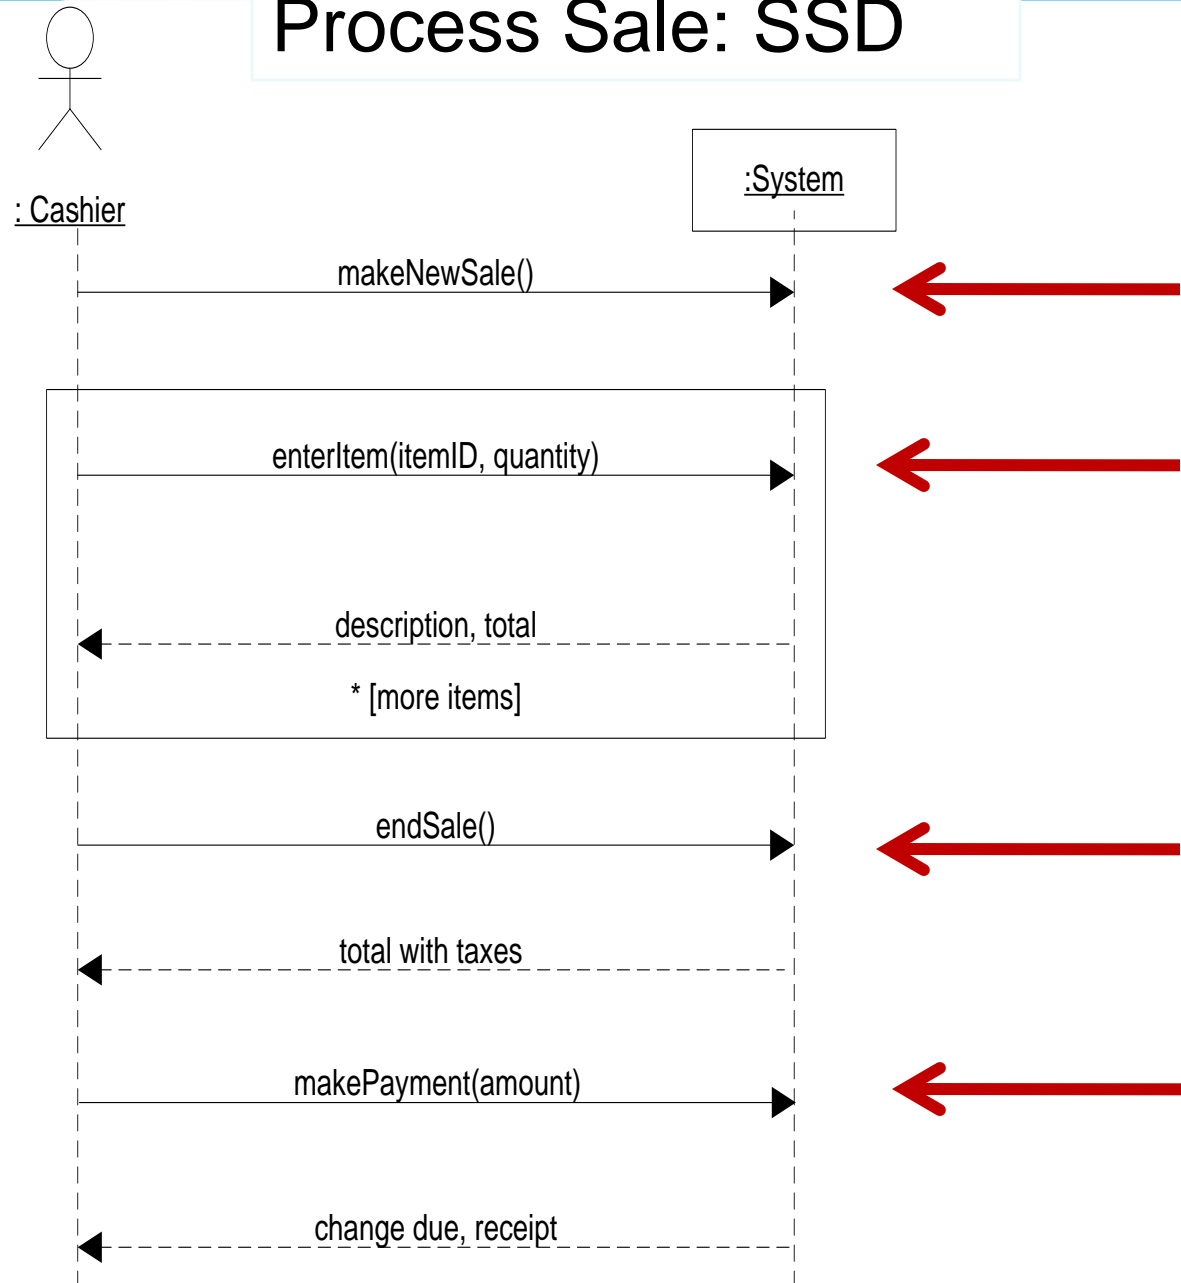 Process Sale: SSD
:System
: Cashier
makeNewSale()
enterItem(itemID, quantity)
description, total
* [more items]
endSale()
total with taxes
makePayment(amount)
change due, receipt